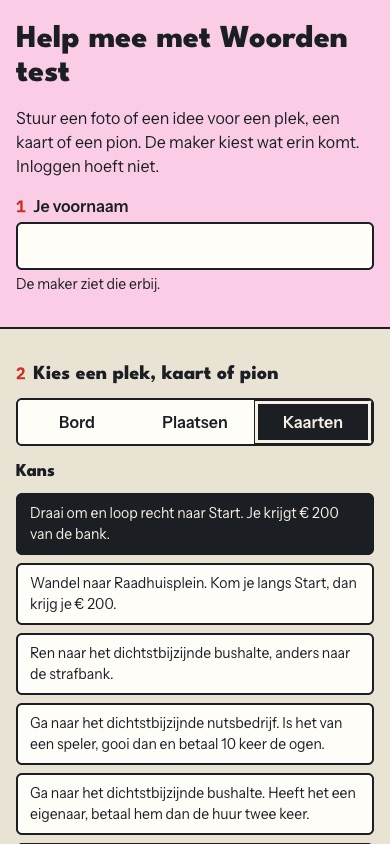 Help mee met Woorden
test
Stuur een foto of een idee voor een plek, een
kaart of een pion. De maker kiest wat erin komt.
Inloggen hoeft niet.
1 Je voornaam
De maker ziet die erbij.
2 Kies een plek, kaart of pion
Bord Plaatsen Kaarten
Kans
Draai om en loop recht naar Start. Je krijgt € 200
van de bank.
Wandel naar Raadhuisplein. Kom je langs Start, dan
krijg je € 200.
Ren naar het dichtstbijzijnde bushalte, anders naar
de strafbank.
Ga naar het dichtstbijzijnde nutsbedrijf. Is het van
een speler, gooi dan en betaal 10 keer de ogen.
Ga naar het dichtstbijzijnde bushalte. Heeft het een
eigenaar, betaal hem dan de huur twee keer.